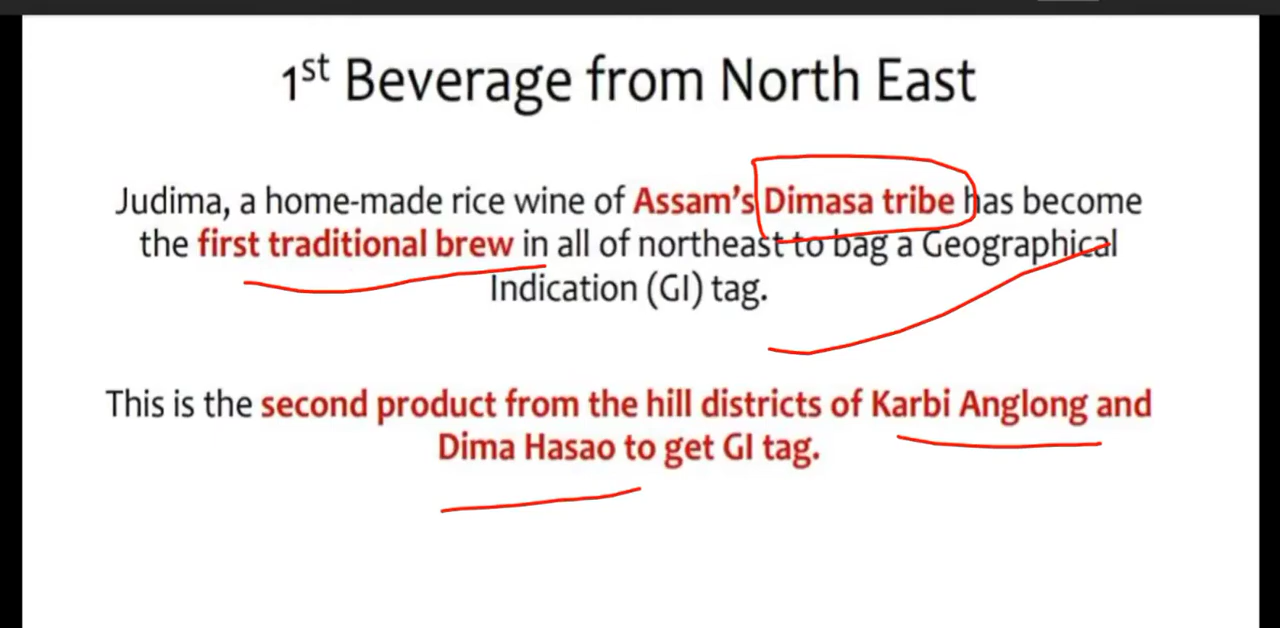 1st Beverage from North East
Judima, a home-made rice wine of Assam's Dimasa tribe has become
the first traditional brew in all of northeast to bag a Geographical
Indication (GI) tag.
This is the second product from the hill districts of Karbi Anglong and
Dima Hasao to get GI tag.